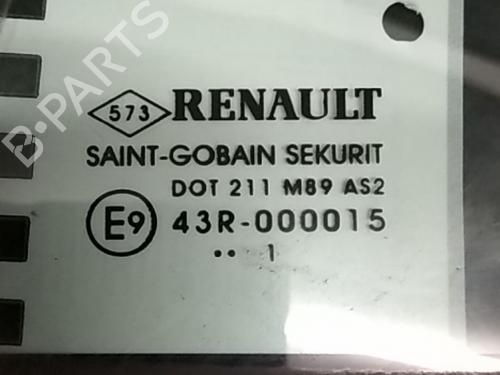 B-PARTS
573 RENAULT
SAINT-GOBAIN SEKURIT
DOT 211 M89 AS2
E9 43R-000015
•• 1